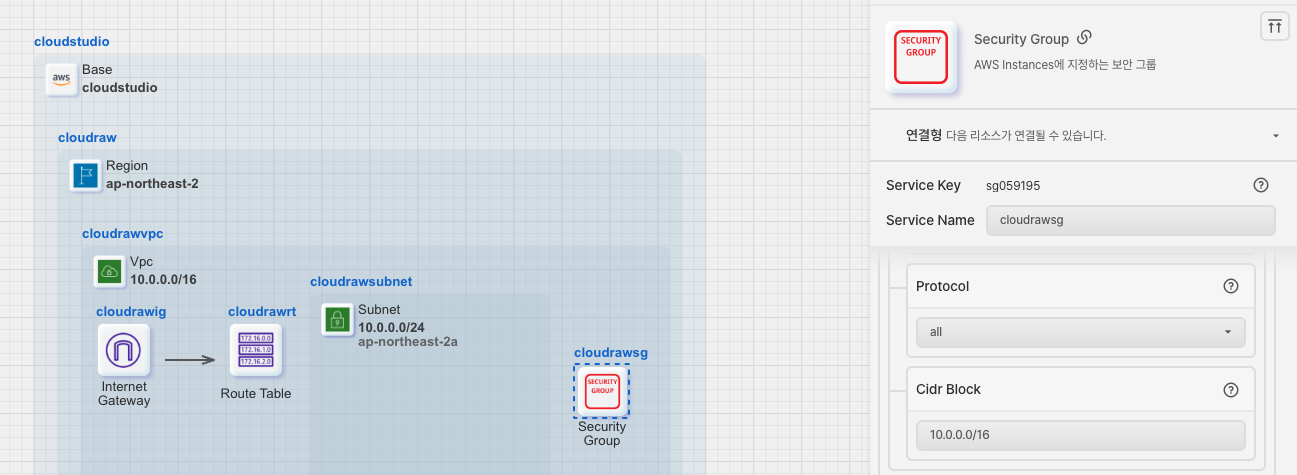 cloudstudio
aws
Base
cloudstudio
cloudraw
Region
ap-northeast-2
cloudrawvpc
Vpc
10.0.0.0/16
cloudrawig
Internet
Gateway
cloudrawrt
172.16.0.0
172.16.1.0
172.16.2.0
Route Table
cloudrawsubnet
Subnet
10.0.0.0/24
ap-northeast-2a
cloudrawsg
SECURITY
GROUP
Security
Group
SECURITY
GROUP
Security Group
AWS Instances에 지정하는 보안 그룹
연결형 다음 리소스가 연결될 수 있습니다.
Service Key sg059195
Service Name cloudrawsg
Protocol
all
Cidr Block
10.0.0.0/16